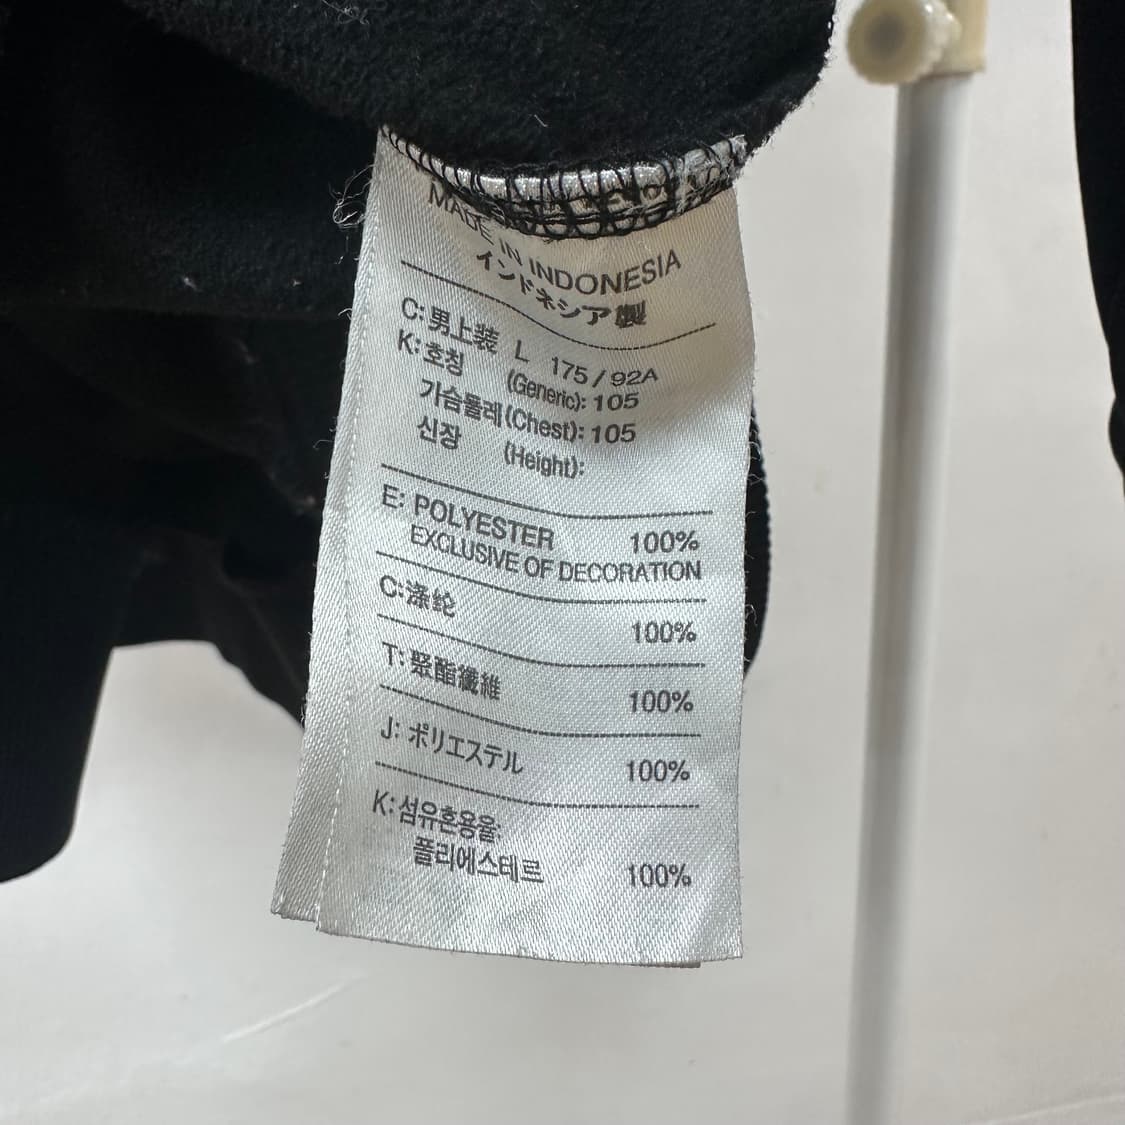 MADE IN INDONESIA
インドネシア製
C:男上装 L 175/92A
K:호칭 (Generic): 105
가슴둘레(Chest): 105
신장 (Height):
E: POLYESTER 100%
EXCLUSIVE OF DECORATION
C:涤纶 100%
T:聚酯纖維 100%
J:ポリエステル 100%
K:섬유혼용율:
폴리에스테르 100%